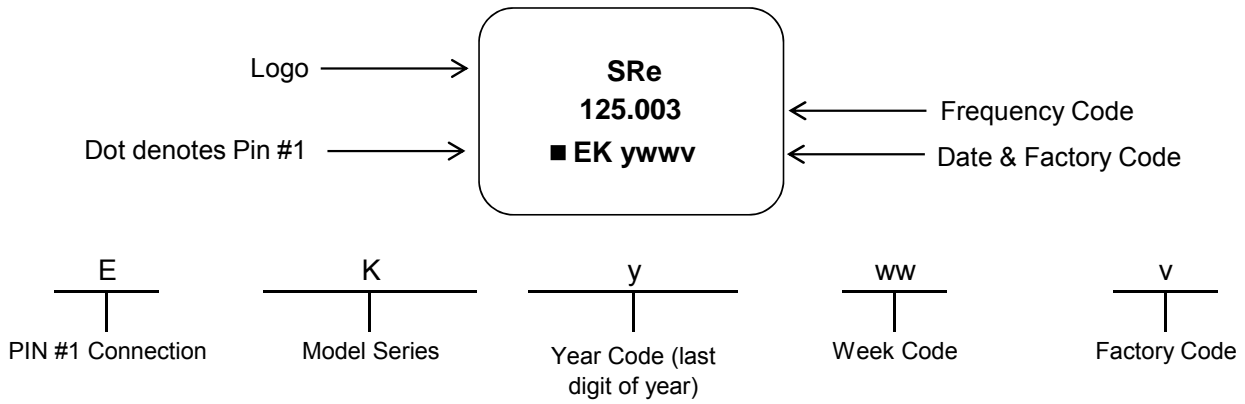 Logo
SRe
125.003
Frequency Code
Dot denotes Pin #1
■ EK ywwv
Date & Factory Code
E
K
y
ww
v
PIN #1 Connection
Model Series
Year Code (last
digit of year)
Week Code
Factory Code